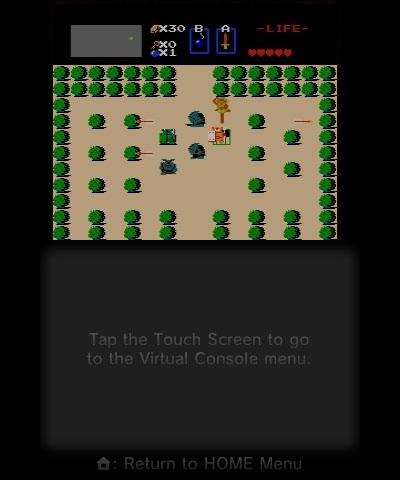 X30 B A -LIFE-
X0
X1
Tap the Touch Screen to go
to the Virtual Console menu.
: Return to HOME Menu